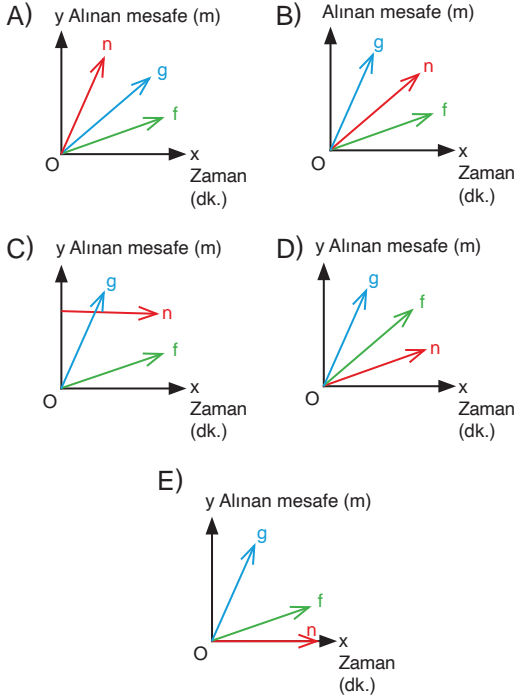 A)
y Alınan mesafe (m)
n
g
f
O
x
Zaman
(dk.)
B)
Alınan mesafe (m)
g
n
f
O
x
Zaman
(dk.)
C)
y Alınan mesafe (m)
g
n
f
O
x
Zaman
(dk.)
D)
y Alınan mesafe (m)
g
f
n
O
x
Zaman
(dk.)
E)
y Alınan mesafe (m)
g
f
n
O
x
Zaman
(dk.)